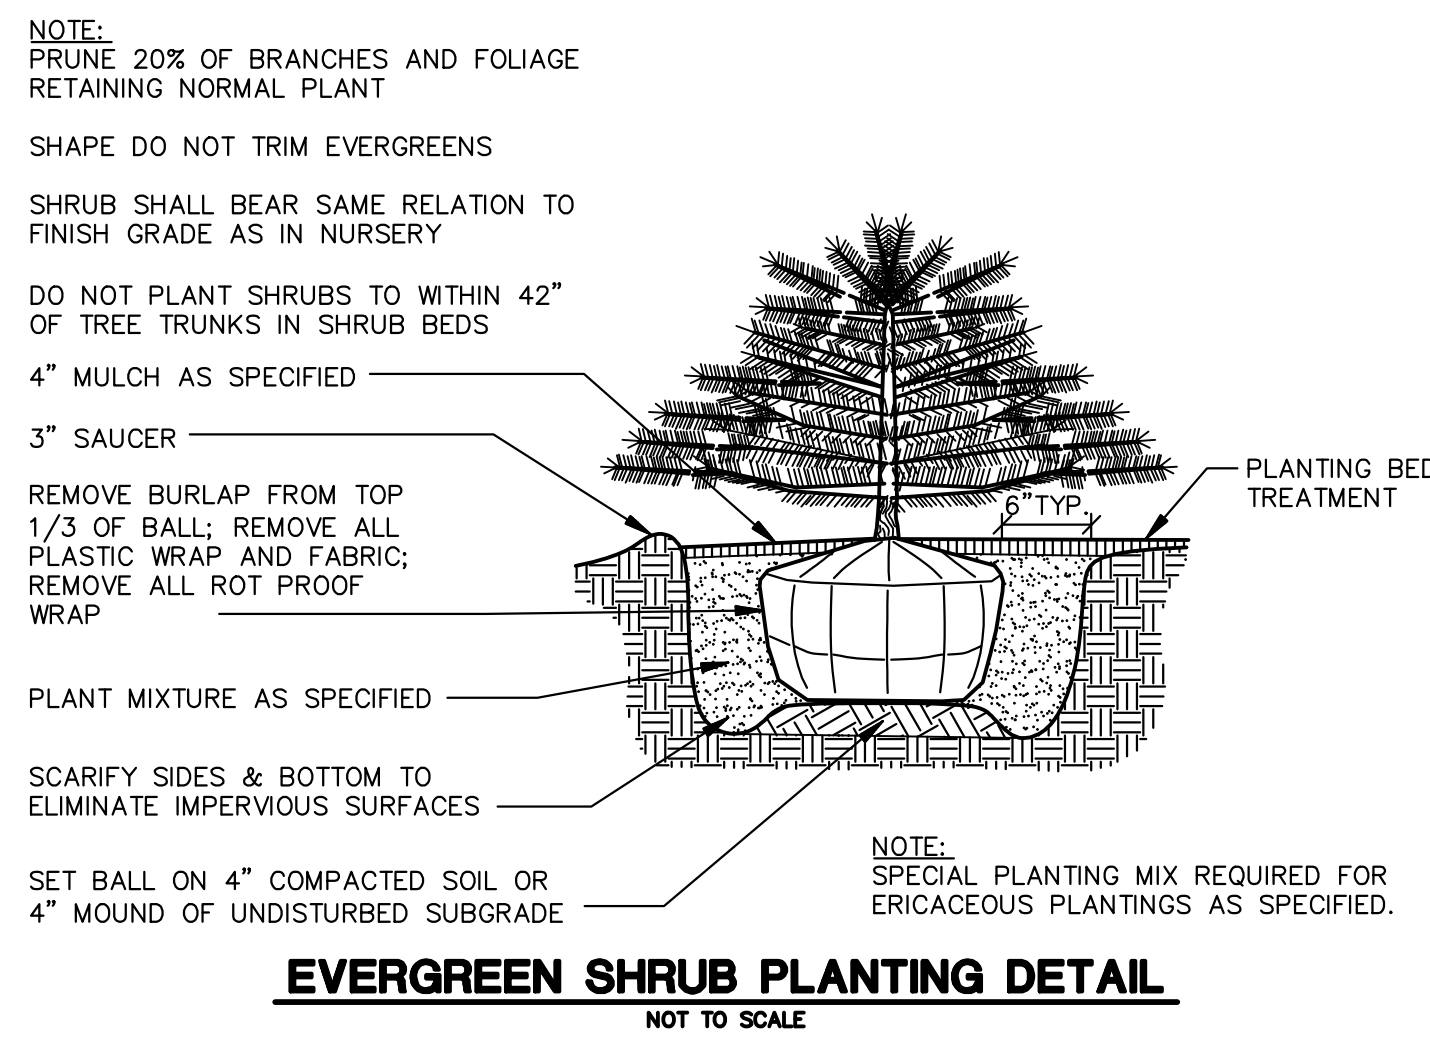 NOTE:
PRUNE 20% OF BRANCHES AND FOLIAGE
RETAINING NORMAL PLANT
SHAPE DO NOT TRIM EVERGREENS
SHRUB SHALL BEAR SAME RELATION TO
FINISH GRADE AS IN NURSERY
DO NOT PLANT SHRUBS TO WITHIN 42”
OF TREE TRUNKS IN SHRUB BEDS
4” MULCH AS SPECIFIED
3” SAUCER
REMOVE BURLAP FROM TOP
1/3 OF BALL; REMOVE ALL
PLASTIC WRAP AND FABRIC;
REMOVE ALL ROT PROOF
WRAP
PLANT MIXTURE AS SPECIFIED
SCARIFY SIDES & BOTTOM TO
ELIMINATE IMPERVIOUS SURFACES
SET BALL ON 4” COMPACTED SOIL OR
4” MOUND OF UNDISTURBED SUBGRADE
6”TYP.
PLANTING BED
TREATMENT
NOTE:
SPECIAL PLANTING MIX REQUIRED FOR
ERICACEOUS PLANTINGS AS SPECIFIED.
EVERGREEN SHRUB PLANTING DETAIL
NOT TO SCALE